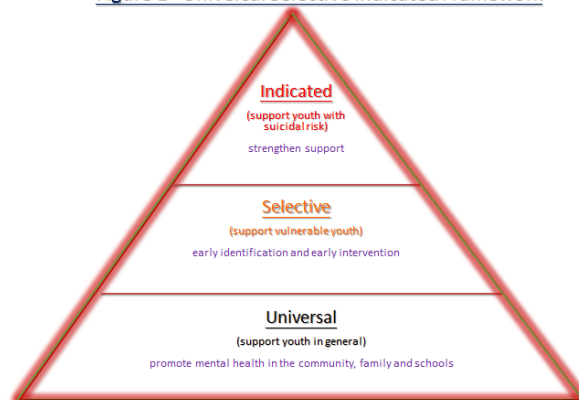 Indicated
(support youth with
suicidal risk)
strengthen support
Selective
(support vulnerable youth)
early identification and early intervention
Universal
(support youth in general)
promote mental health in the community, family and schools